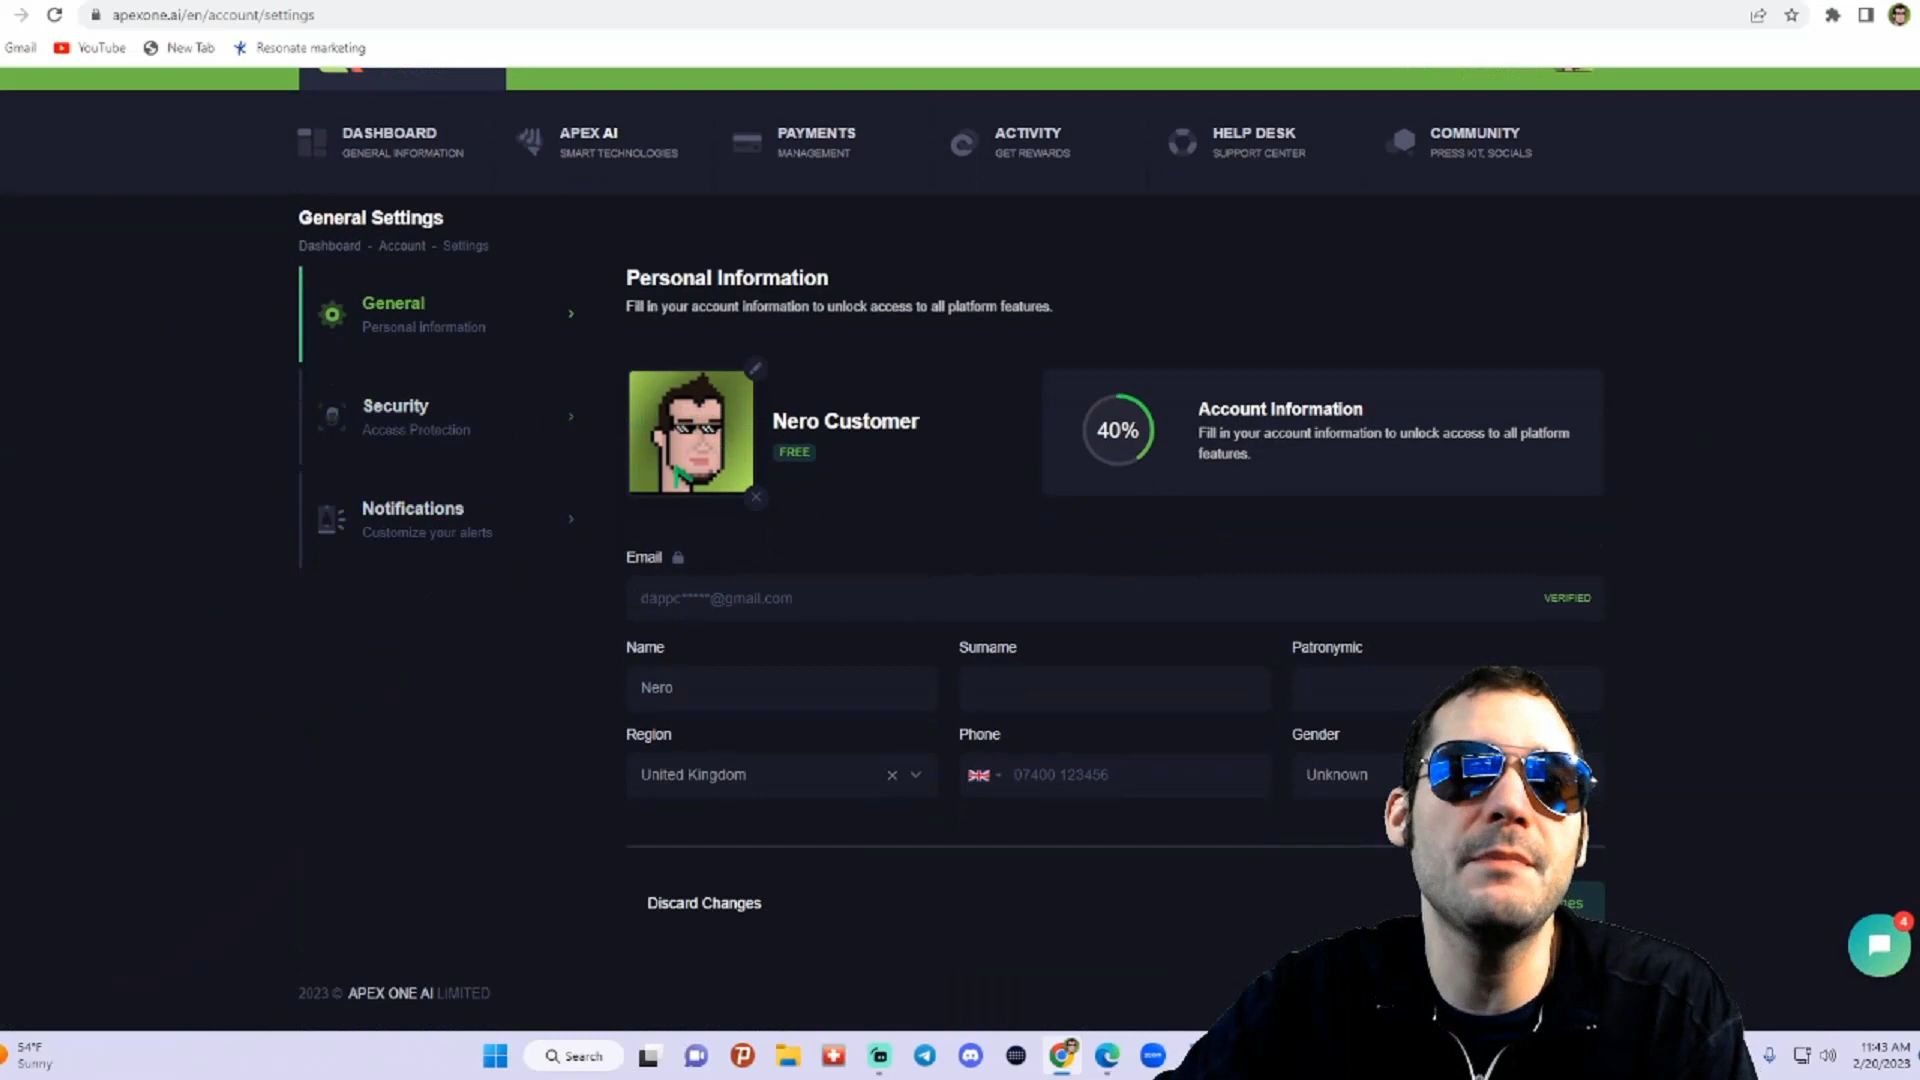 apexone.ai/en/account/settings
Gmail YouTube New Tab Resonate marketing
DASHBOARD
GENERAL INFORMATION
APEX AI
SMART TECHNOLOGIES
PAYMENTS
MANAGEMENT
ACTIVITY
GET REWARDS
HELP DESK
SUPPORT CENTER
COMMUNITY
PRESS KIT, SOCIALS
General Settings
Dashboard - Account - Settings
General
Personal information
Security
Access Protection
Notifications
Customize your alerts
Personal Information
Fill in your account information to unlock access to all platform features.
Nero Customer
FREE
40%
Account Information
Fill in your account information to unlock access to all platform
features.
Email
dappc*****@gmail.com
VERIFIED
Name Surname Patronymic
Nero
Region Phone Gender
United Kingdom 07400 123456 Unknown
Discard Changes
4
2023 © APEX ONE AI LIMITED
54°F
Sunny
Search
zoom
11:43 AM
2/20/2023